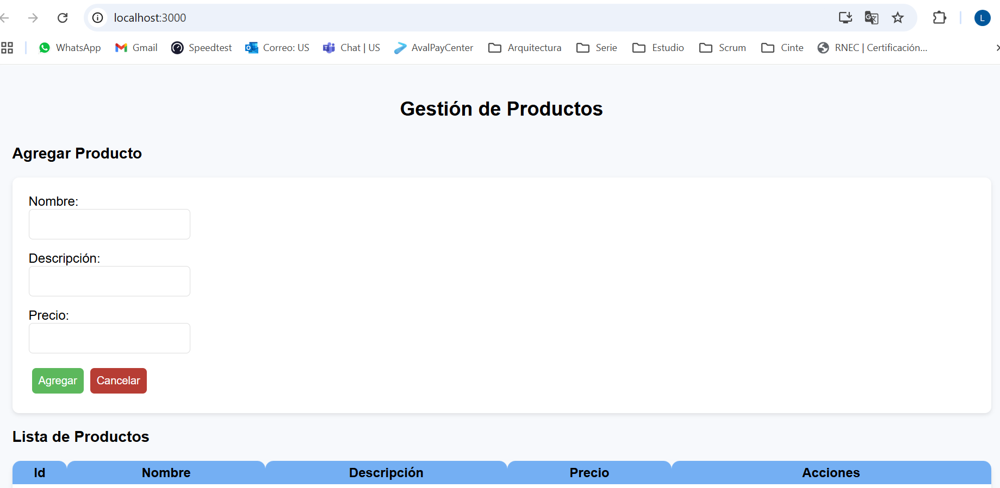 localhost:3000
WhatsApp Gmail Speedtest Correo: US Chat | US AvalPayCenter Arquitectura Serie Estudio Scrum Cinte RNEC | Certificación...
L
Gestión de Productos
Agregar Producto
Nombre:
Descripción:
Precio:
Agregar Cancelar
Lista de Productos
Id Nombre Descripción Precio Acciones